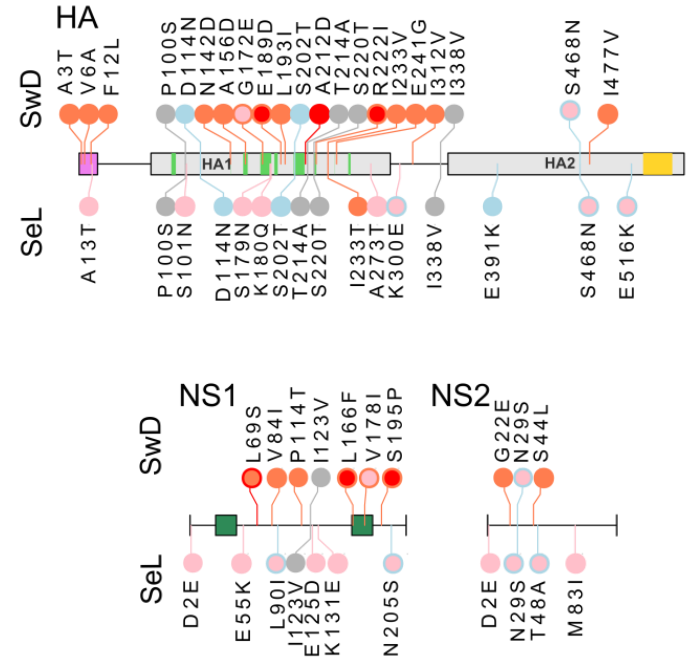 HA
SwD
A3T
V6A
F12L
P100S
D114N
N142D
A156D
G172E
E189D
L193I
S202T
A212D
T214A
S220T
R222I
I233V
E241G
I312V
I338V
S468N
I477V
HA1
HA2
SeL
A13T
P100S
S101N
D114N
S179N
K180Q
S202T
T214A
S220T
I233T
A273T
K300E
I338V
E391K
S468N
E516K
NS1
SwD
L69S
V84I
P114T
I123V
L166F
V178I
S195P
SeL
D2E
E55K
L90I
I123V
E125D
K131E
N205S
NS2
G22E
N29S
S44L
D2E
N29S
T48A
M83I